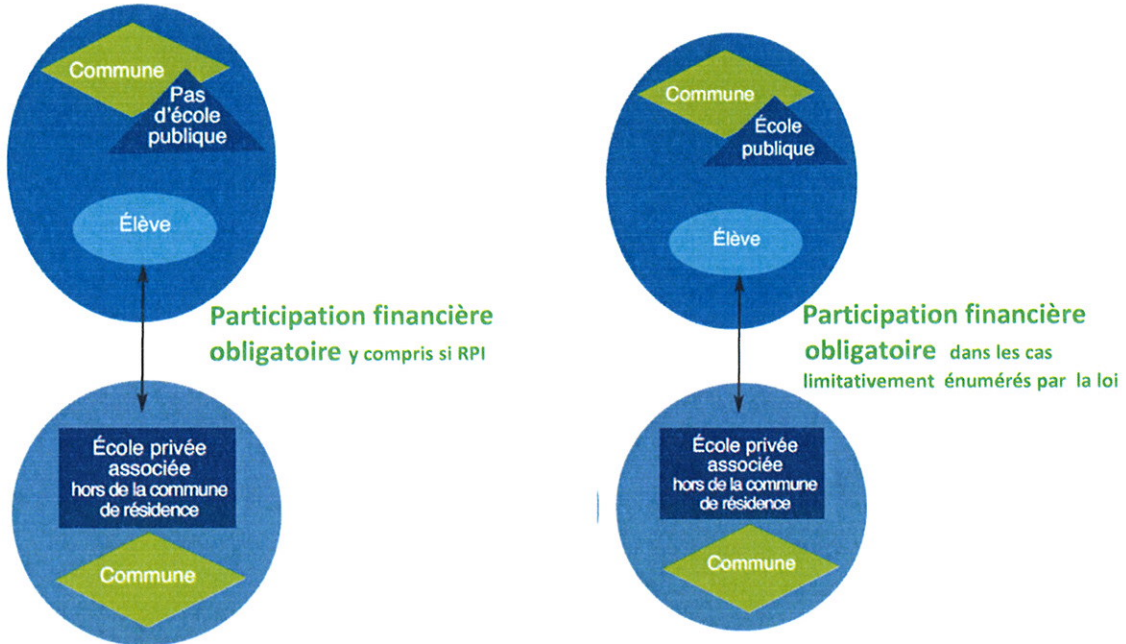 Commune
Pas
d'école
publique
Élève
Participation financière
obligatoire y compris si RPI
École privée
associée
hors de la commune
de résidence
Commune
Commune
École
publique
Élève
Participation financière
obligatoire dans les cas
limitativement énumérés par la loi
École privée
associée
hors de la commune
de résidence
Commune